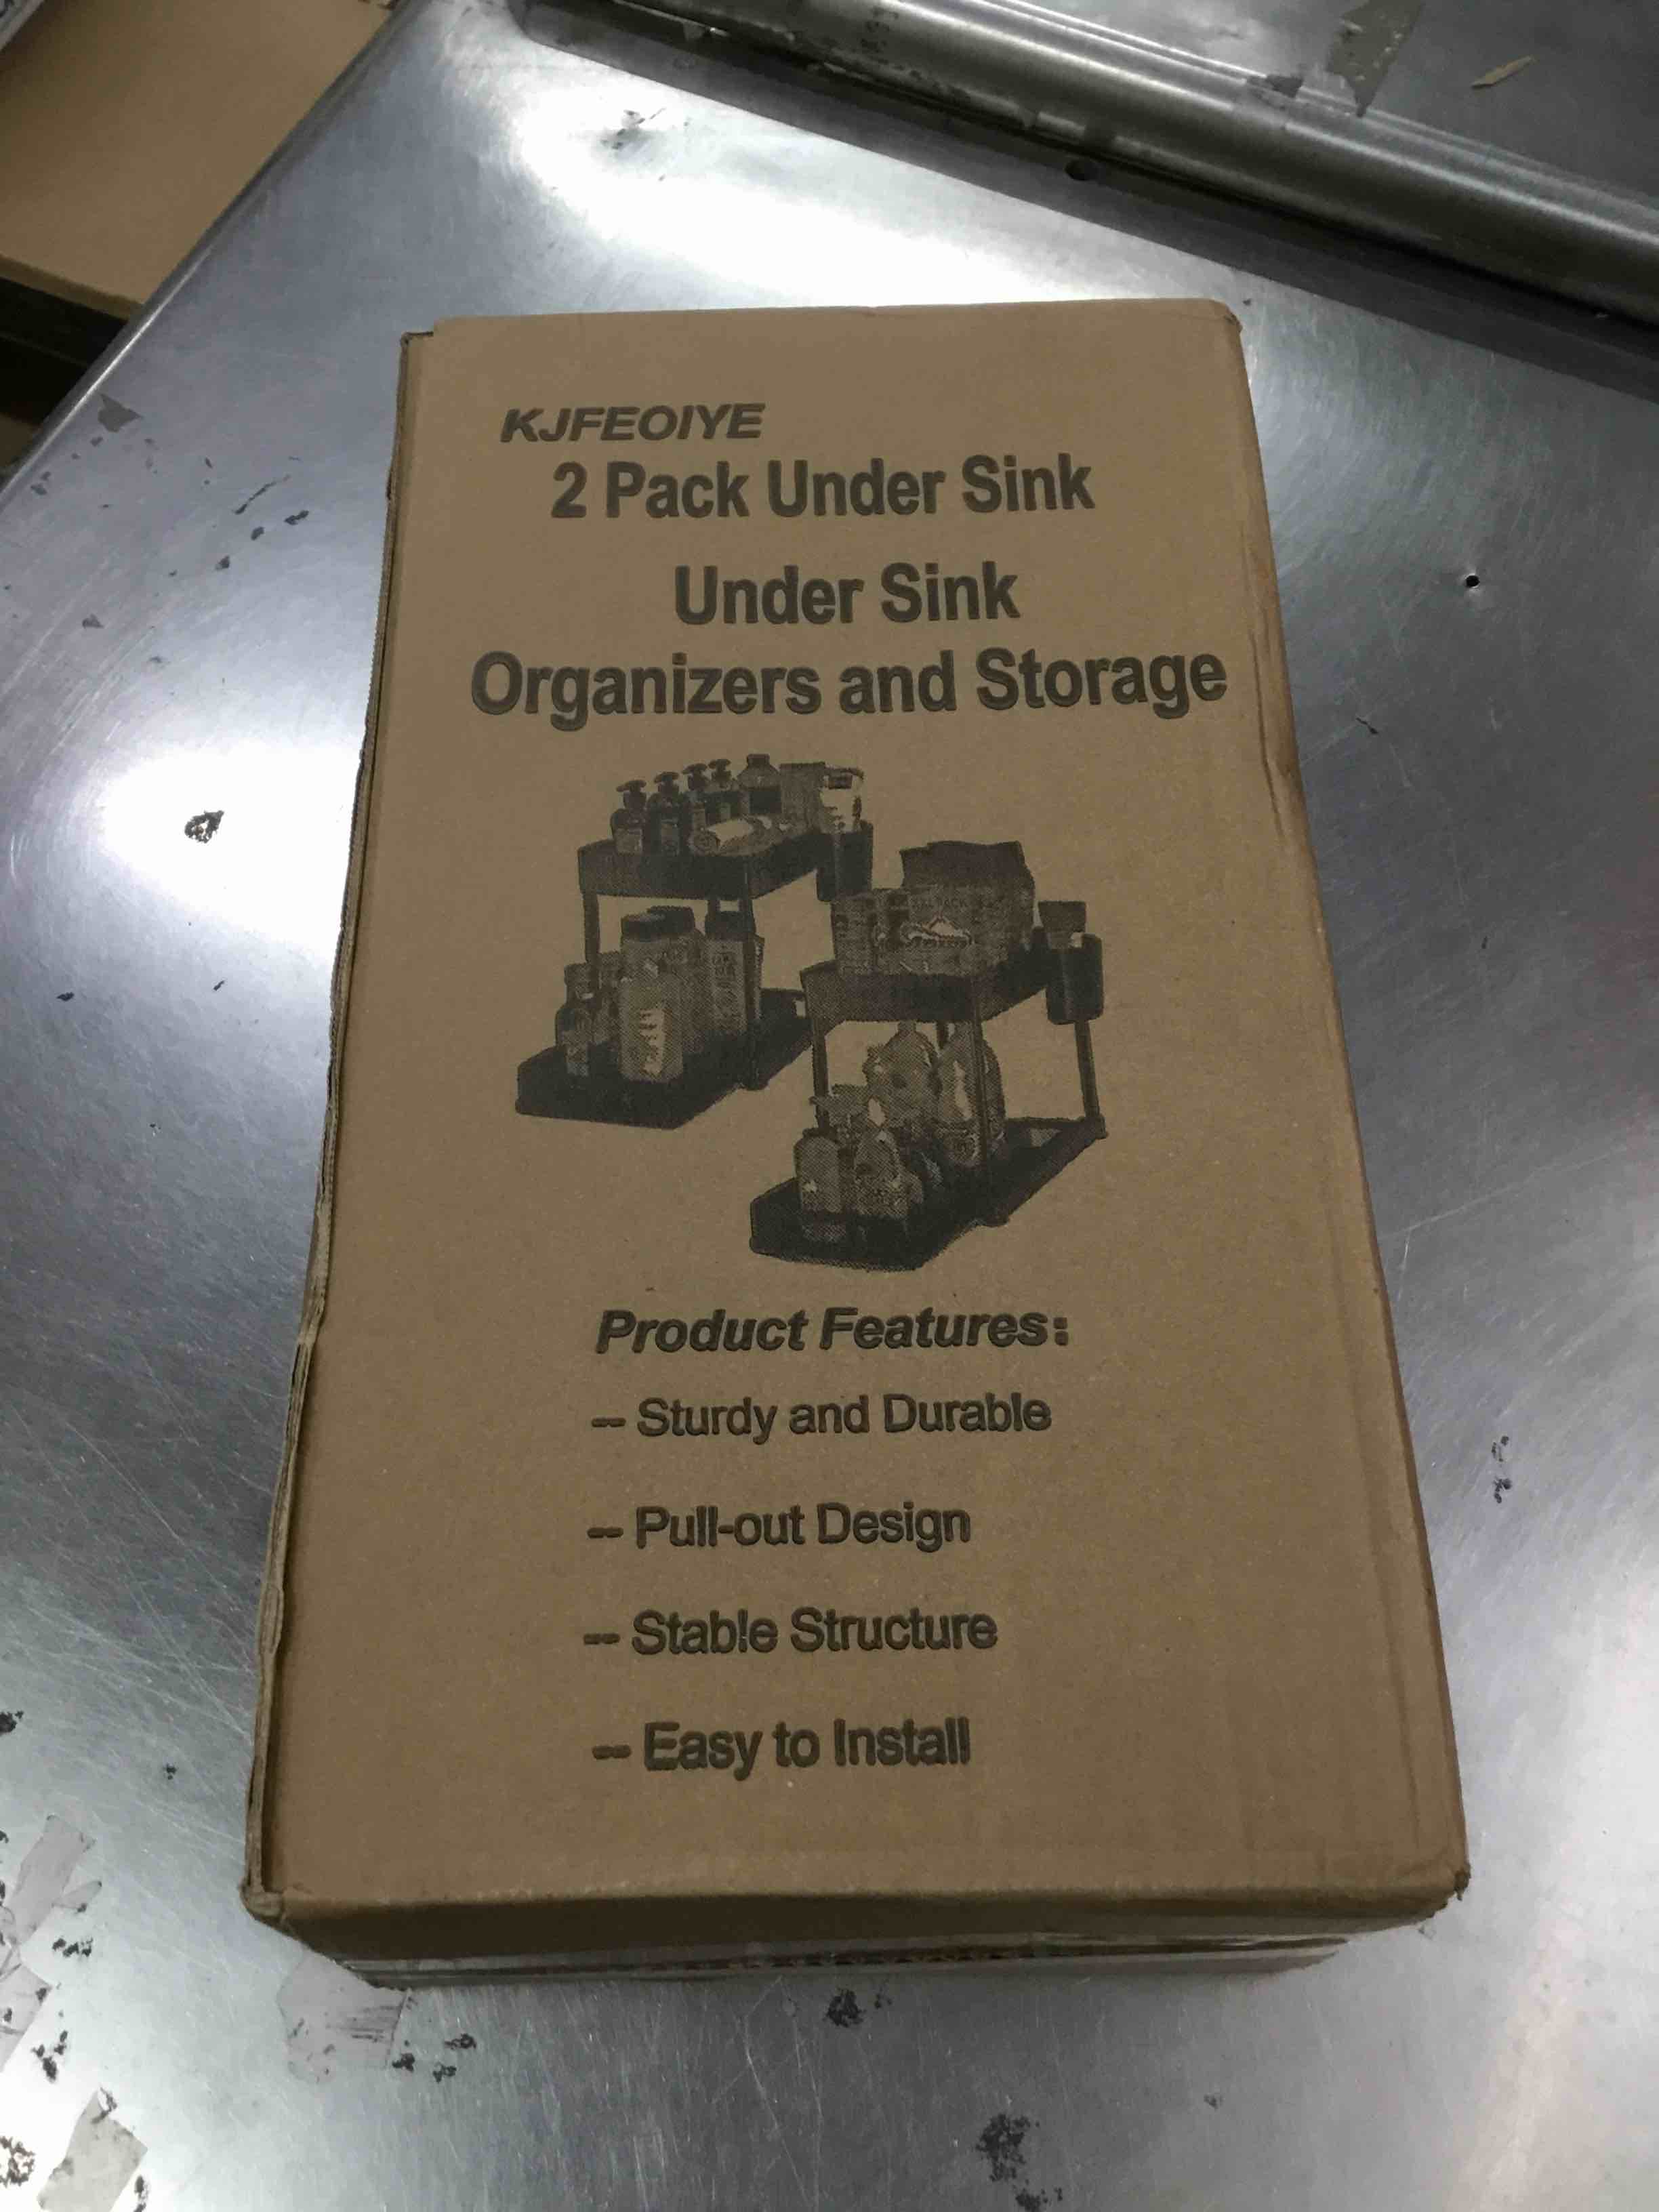 KJFEOIYE
2 Pack Under Sink
Under Sink
Organizers and Storage
Product Features:
-- Sturdy and Durable
-- Pull-out Design
-- Stable Structure
-- Easy to Install